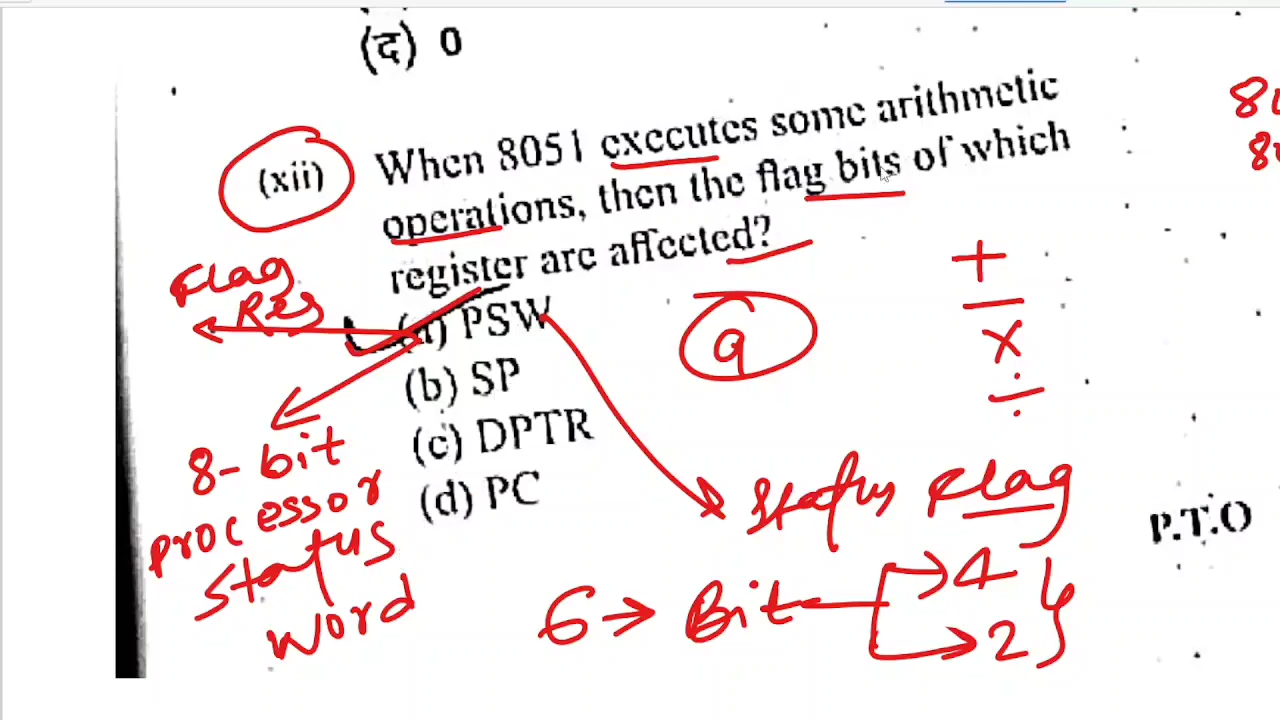 (द) 0
(xii) When 8051 executes some arithmetic
operations, then the flag bits of which
register are affected?
(a) PSW
(b) SP
(c) DPTR
(d) PC
P.T.O
Flag
Reg
8-bit
processor
status
word
a
+
−
×
÷
Status Flag
6 → Bit
4
2